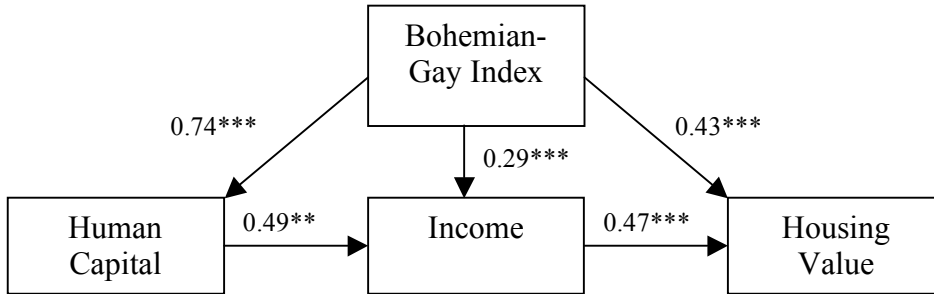 Bohemian-
Gay Index
0.74***
0.43***
0.29***
Human
Capital
0.49**
Income
0.47***
Housing
Value